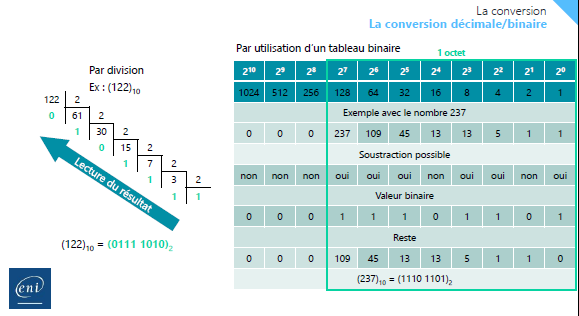 La conversion
La conversion décimale/binaire
Par utilisation d'un tableau binaire
1 octet
Par division
Ex : (122)10
122 2
0 61 2
1 30 2
0 15 2
1 7 2
1 3 2
1 1
Lecture du résultat
(122)10 = (0111 1010)2
2^10 2^9 2^8 2^7 2^6 2^5 2^4 2^3 2^2 2^1 2^0
1024 512 256 128 64 32 16 8 4 2 1
Exemple avec le nombre 237
0 0 0 237 109 45 13 13 5 1 1
Soustraction possible
non non non oui oui oui non oui oui non oui
Valeur binaire
0 0 0 1 1 1 0 1 1 0 1
Reste
0 0 0 109 45 13 13 5 1 1 0
(237)10 = (1110 1101)2
eni